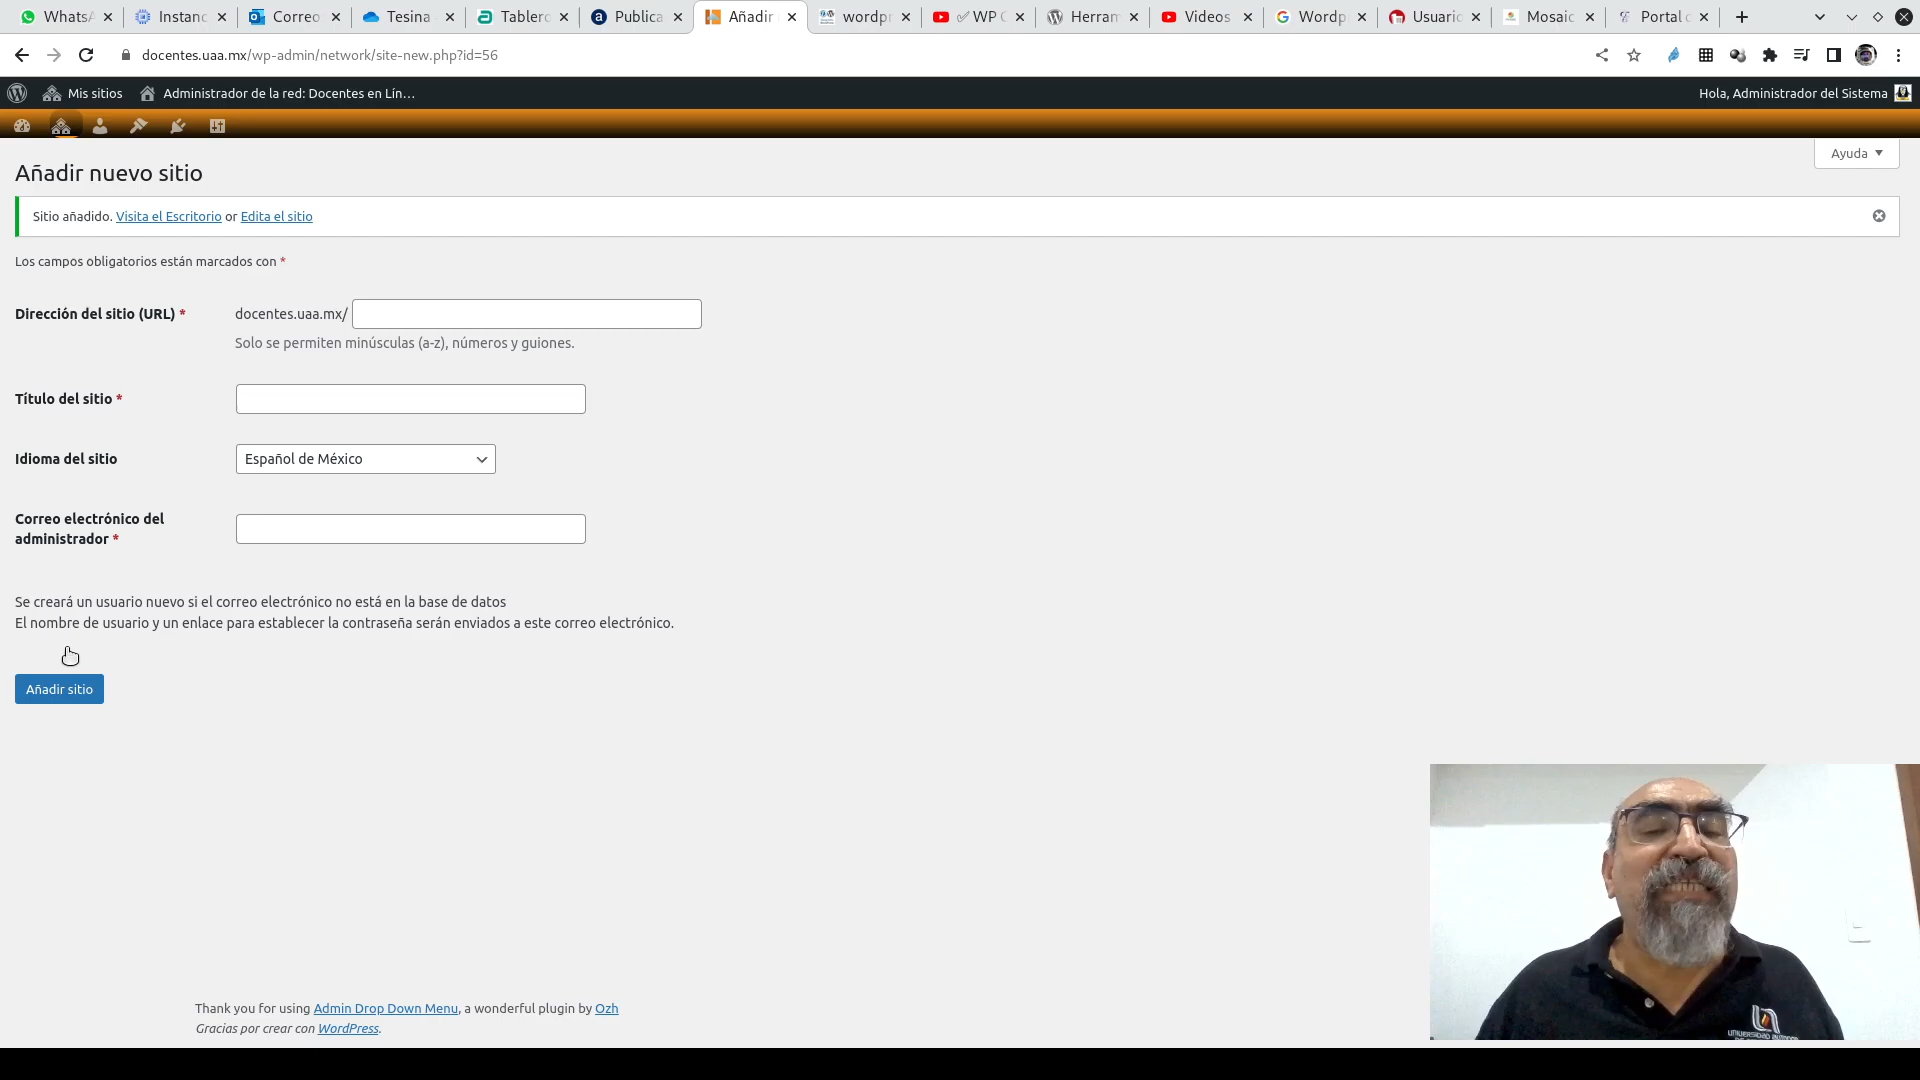 WhatsA
Instanc
Correo
Tesina
Tablero
Publica
Añadir
wordpr
WP C
Herram
Videos
Wordp
Usuario
Mosaic
Portal c
docentes.uaa.mx/wp-admin/network/site-new.php?id=56
Mis sitios
Administrador de la red: Docentes en Lín…
Hola, Administrador del Sistema
Ayuda
Añadir nuevo sitio
Sitio añadido. Visita el Escritorio or Edita el sitio
Los campos obligatorios están marcados con *
Dirección del sitio (URL) *
docentes.uaa.mx/
Solo se permiten minúsculas (a-z), números y guiones.
Título del sitio *
Idioma del sitio
Español de México
Correo electrónico del
administrador *
Se creará un usuario nuevo si el correo electrónico no está en la base de datos
El nombre de usuario y un enlace para establecer la contraseña serán enviados a este correo electrónico.
Añadir sitio
Thank you for using Admin Drop Down Menu, a wonderful plugin by Ozh
Gracias por crear con WordPress.